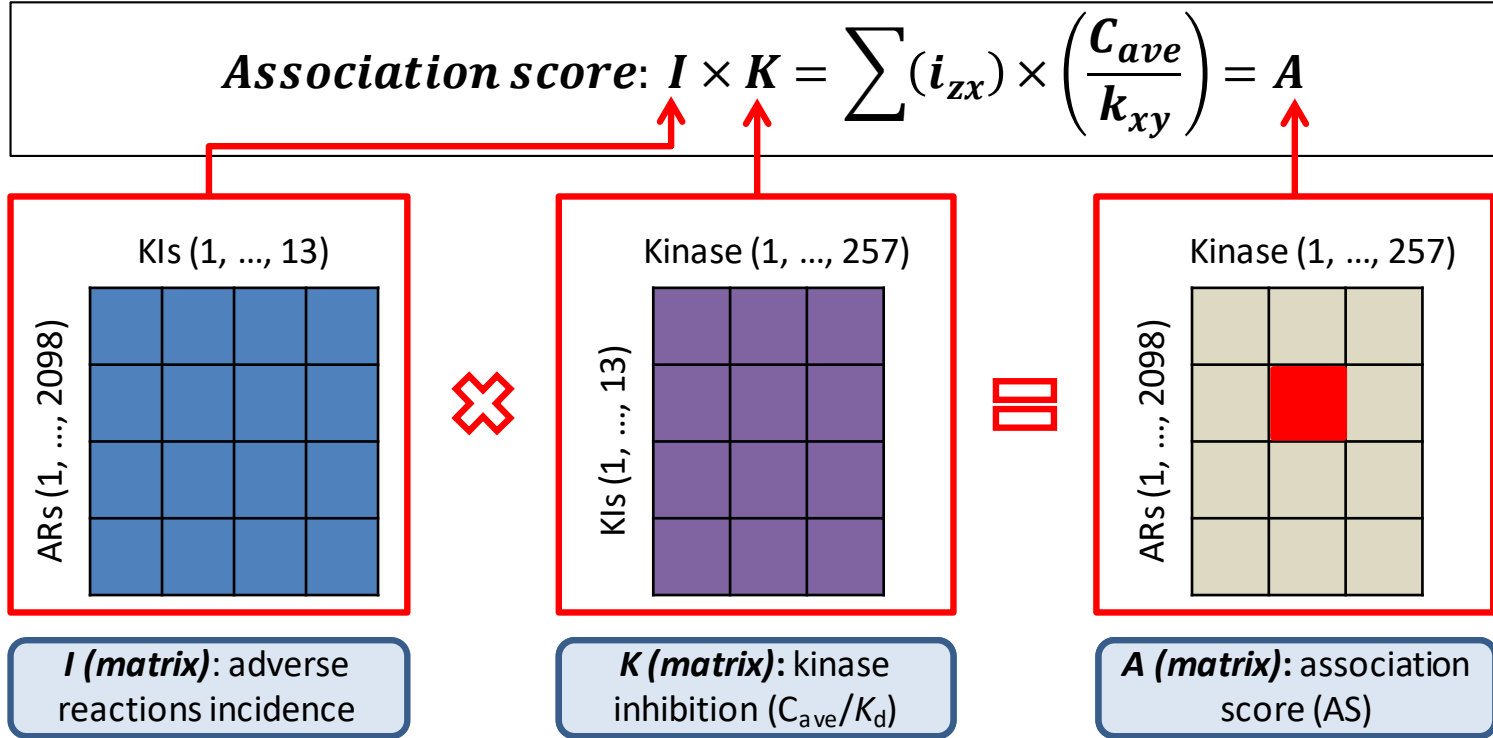 Association score: I × K = ∑(i_zx) × (C_ave / k_xy) = A
KIs (1, ..., 13)
ARs (1, ..., 2098)
Kinase (1, ..., 257)
KIs (1, ..., 13)
Kinase (1, ..., 257)
ARs (1, ..., 2098)
I (matrix): adverse
reactions incidence
K (matrix): kinase
inhibition (C_ave/K_d)
A (matrix): association
score (AS)